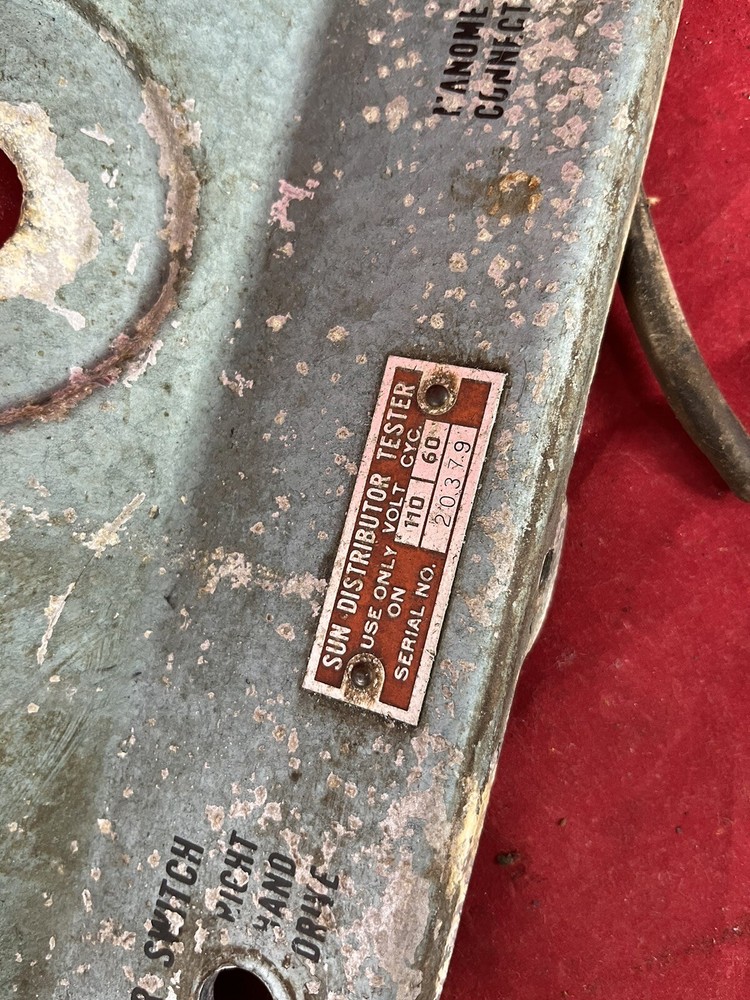 CONNECT
SUN DISTRIBUTOR TESTER
USE ONLY VOLT CYC.
ON 110 60
SERIAL NO. 20379
R SWITCH
RIGHT
HAND
DRIVE